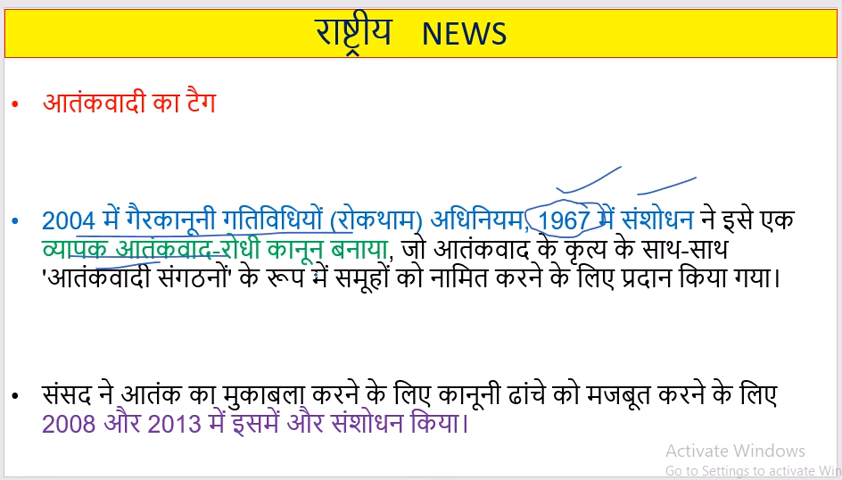 राष्ट्रीय NEWS
• आतंकवादी का टैग
• 2004 में गैरकानूनी गतिविधियों (रोकथाम) अधिनियम, 1967 में संशोधन ने इसे एक
व्यापक आतंकवाद-रोधी कानून बनाया, जो आतंकवाद के कृत्य के साथ-साथ
'आतंकवादी संगठनों' के रूप में समूहों को नामित करने के लिए प्रदान किया गया।
• संसद ने आतंक का मुकाबला करने के लिए कानूनी ढांचे को मजबूत करने के लिए
2008 और 2013 में इसमें और संशोधन किया।
Activate Windows
Go to Settings to activate Win